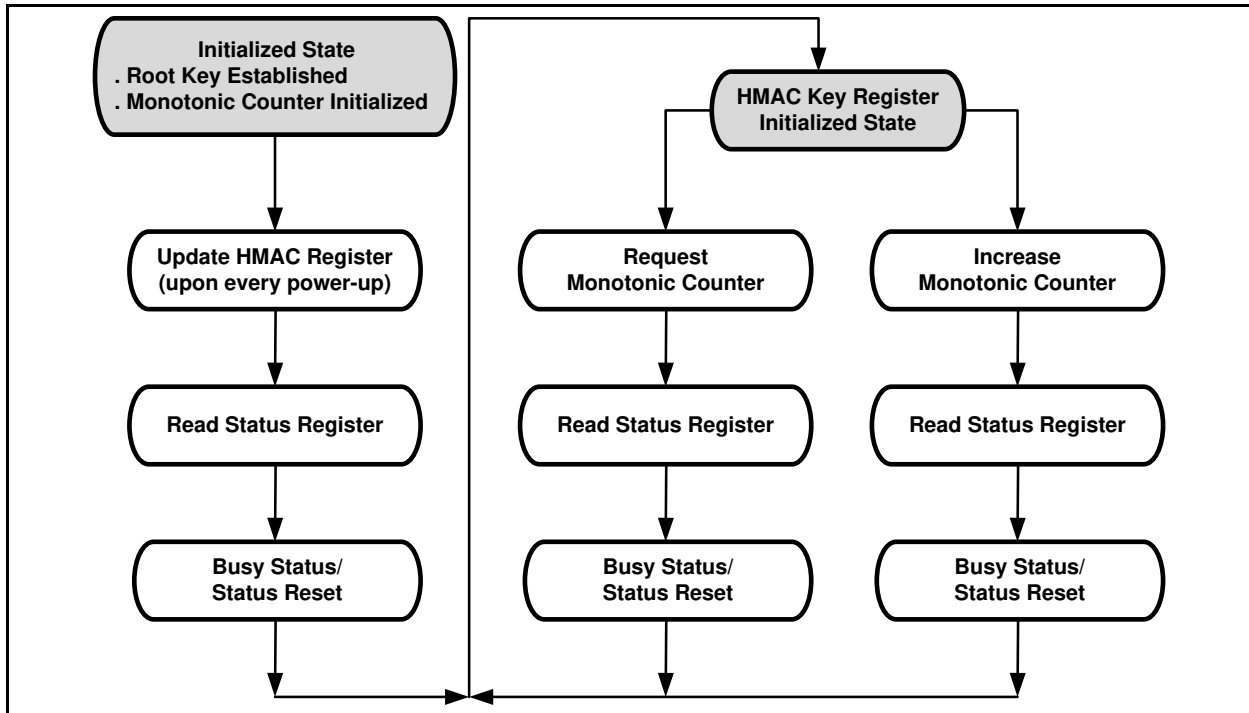 Initialized State
. Root Key Established
. Monotonic Counter Initialized
Update HMAC Register
(upon every power-up)
Read Status Register
Busy Status/
Status Reset
HMAC Key Register
Initialized State
Request
Monotonic Counter
Read Status Register
Busy Status/
Status Reset
Increase
Monotonic Counter
Read Status Register
Busy Status/
Status Reset